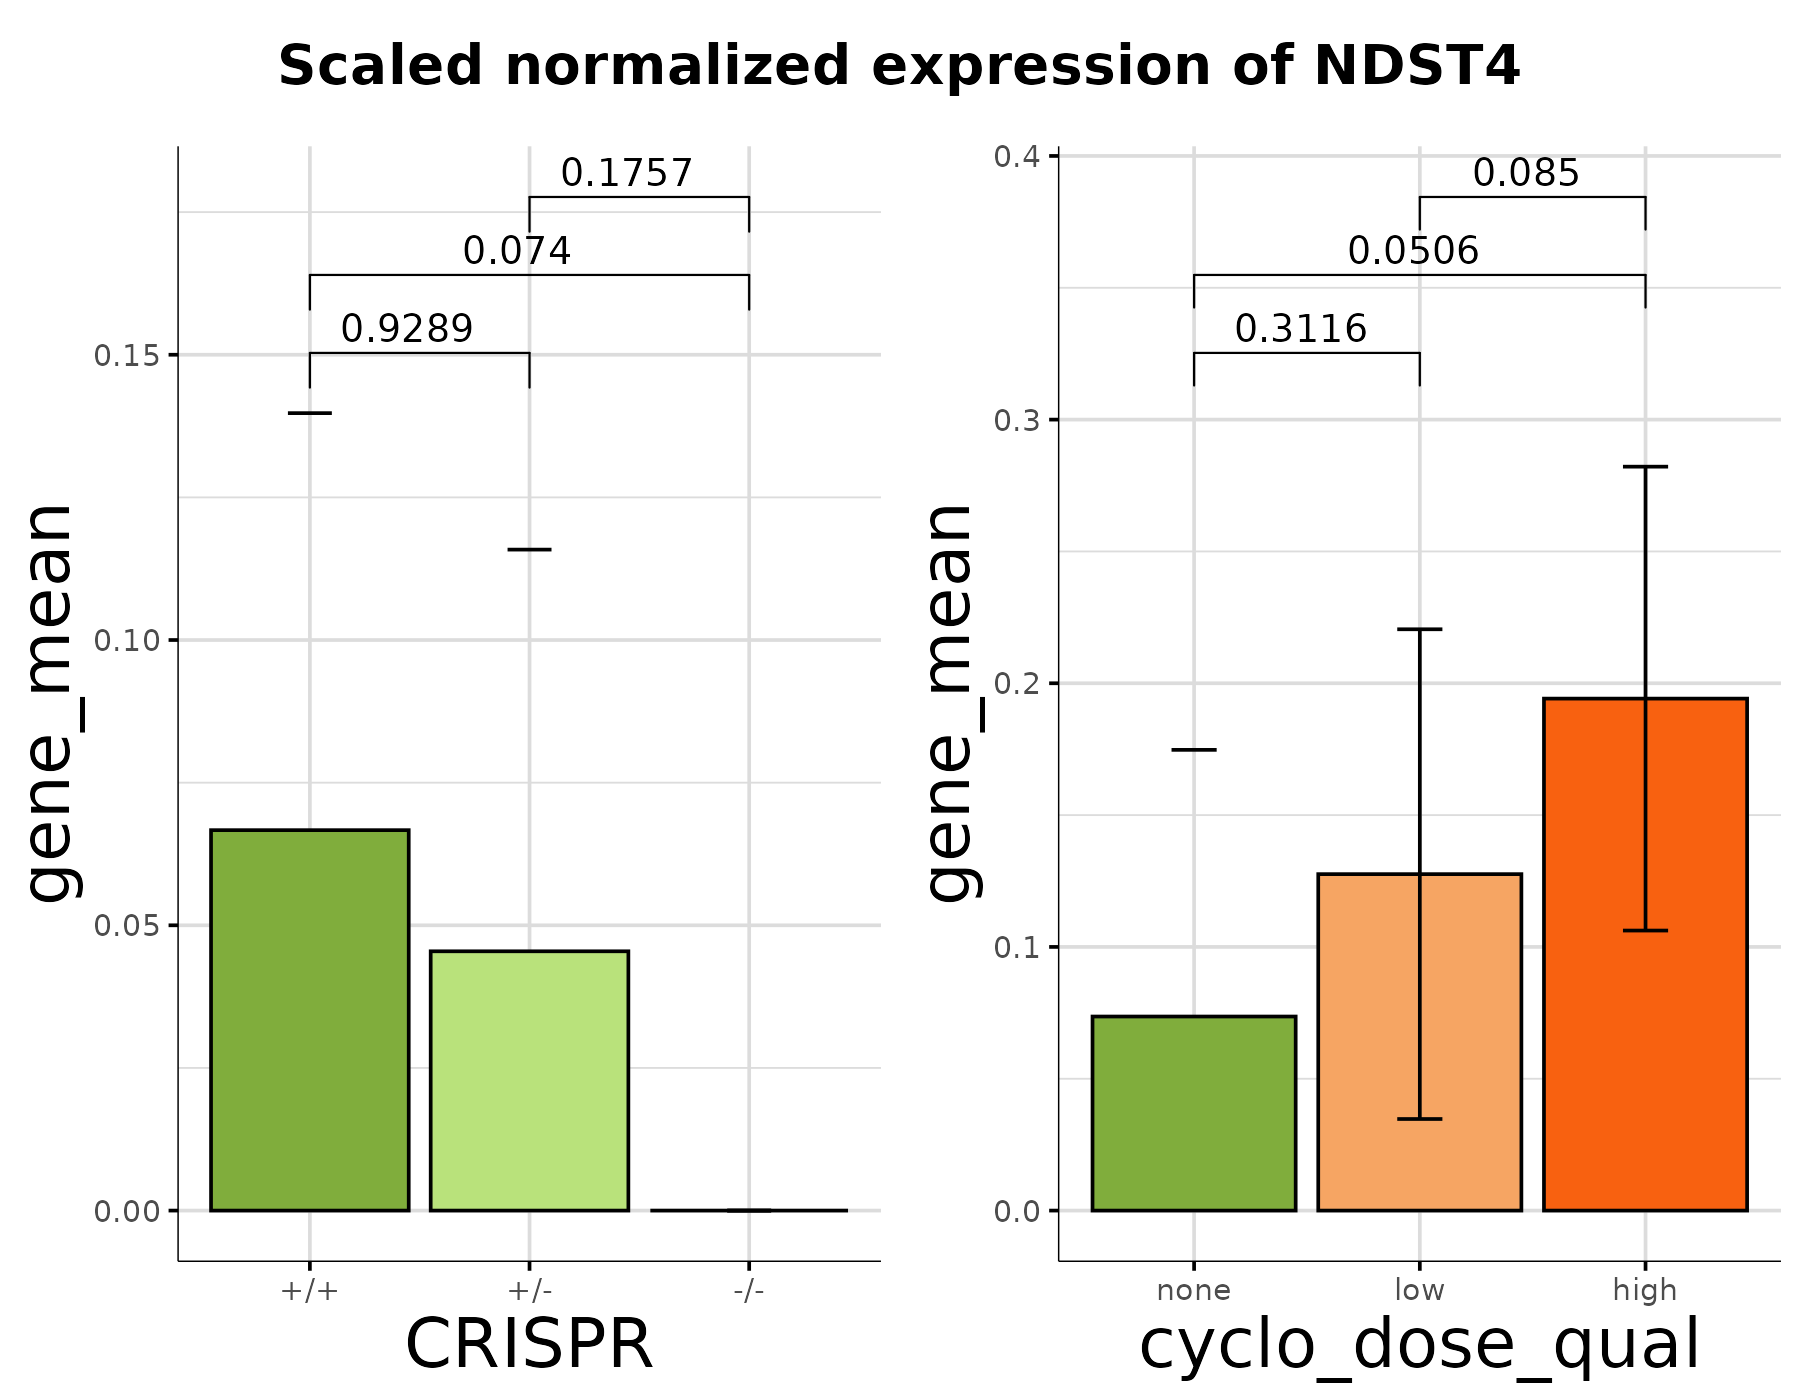 Scaled normalized expression of NDST4
gene_mean
0.15
0.10
0.05
0.00
0.1757
0.074
0.9289
+/+ +/- -/-
CRISPR
gene_mean
0.4
0.3
0.2
0.1
0.0
0.085
0.0506
0.3116
none low high
cyclo_dose_qual